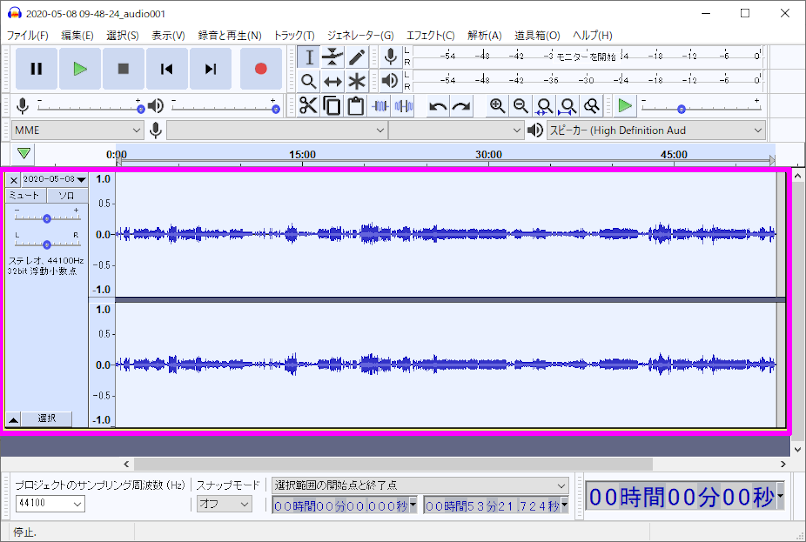 2020-05-08 09-48-24_audio001
ファイル(F) 編集(E) 選択(S) 表示(V) 録音と再生(N) トラック(T) ジェネレーター(G) エフェクト(C) 解析(A) 道具箱(O) ヘルプ(H)
L R -54 -48 -42 -3 モニターを開始 !4 -18 -12 -6 0
L R -54 -48 -42 -36 -30 -24 -18 -12 -6 0
- + - + - +
MME スピーカー (High Definition Aud
0:00 15:00 30:00 45:00
2020-05-08 1.0
ミュート ソロ
- + 0.5
L R 0.0
ステレオ, 44100Hz
32bit 浮動小数点 -0.5
-1.0
1.0
0.5
0.0
-0.5
選択 -1.0
プロジェクトのサンプリング周波数 (Hz) スナップモード 選択範囲の開始点と終了点
44100 オフ 00時間00分00.000秒 00時間53分21.724秒 00時間00分00秒
停止.